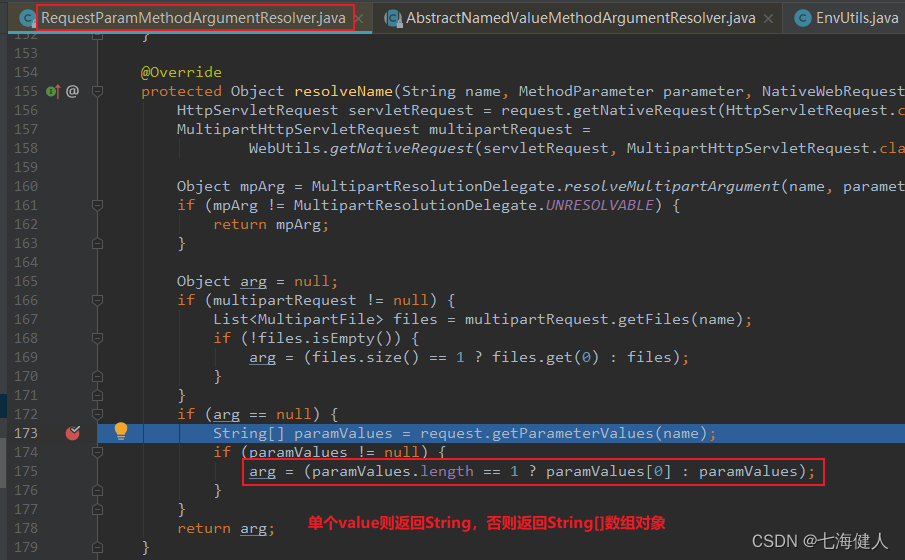 RequestParamMethodArgumentResolver.java × AbstractNamedValueMethodArgumentResolver.java × EnvUtils.java
152 }
153
154 @Override
155 @ protected Object resolveName(String name, MethodParameter parameter, NativeWebRequest
156 HttpServletRequest servletRequest = request.getNativeRequest(HttpServletRequest.c
157 MultipartHttpServletRequest multipartRequest =
158 WebUtils.getNativeRequest(servletRequest, MultipartHttpServletRequest.cla
159
160 Object mpArg = MultipartResolutionDelegate.resolveMultipartArgument(name, paramet
161 if (mpArg != MultipartResolutionDelegate.UNRESOLVABLE) {
162 return mpArg;
163 }
164
165 Object arg = null;
166 if (multipartRequest != null) {
167 List<MultipartFile> files = multipartRequest.getFiles(name);
168 if (!files.isEmpty()) {
169 arg = (files.size() == 1 ? files.get(0) : files);
170 }
171 }
172 if (arg == null) {
173 String[] paramValues = request.getParameterValues(name);
174 if (paramValues != null) {
175 arg = (paramValues.length == 1 ? paramValues[0] : paramValues);
176 }
177 }
178 return arg; 单个value则返回String，否则返回String[]数组对象
179 }
CSDN @七海健人